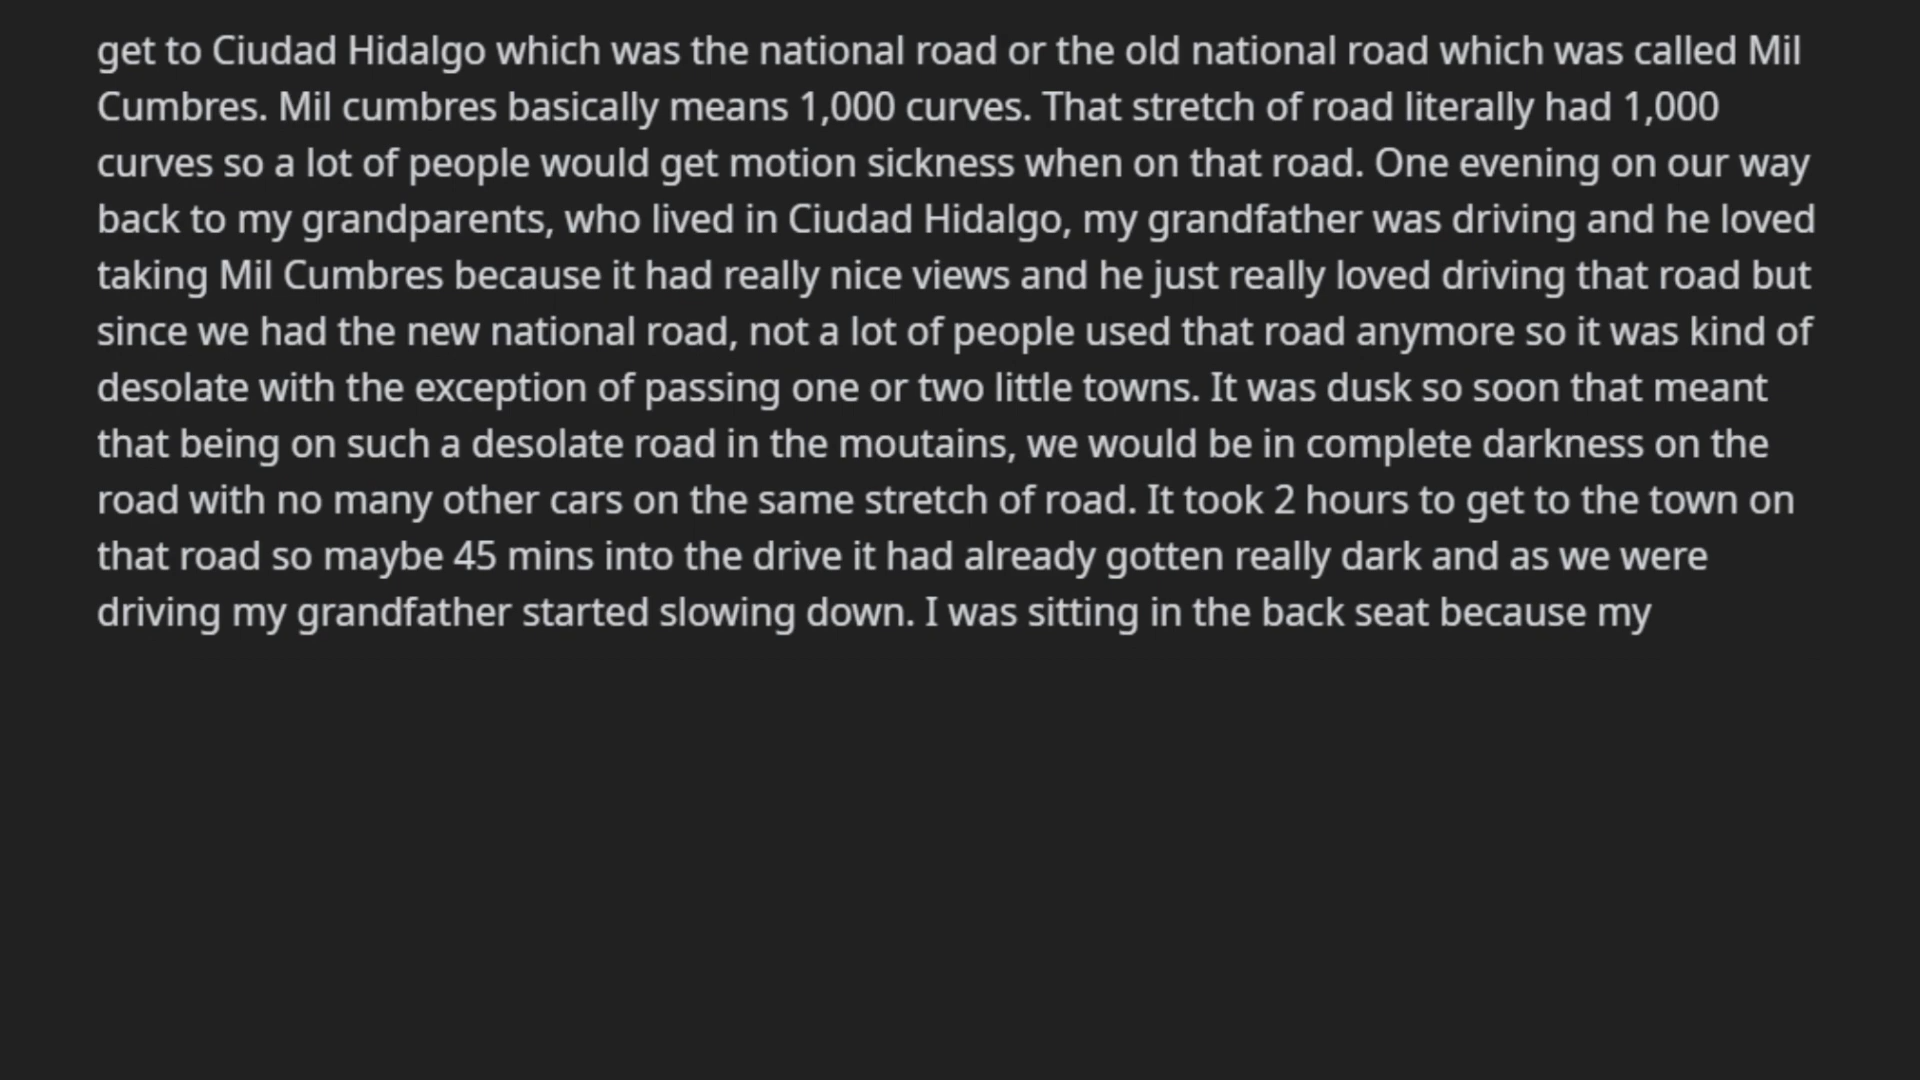 get to Ciudad Hidalgo which was the national road or the old national road which was called Mil
Cumbres. Mil cumbres basically means 1,000 curves. That stretch of road literally had 1,000
curves so a lot of people would get motion sickness when on that road. One evening on our way
back to my grandparents, who lived in Ciudad Hidalgo, my grandfather was driving and he loved
taking Mil Cumbres because it had really nice views and he just really loved driving that road but
since we had the new national road, not a lot of people used that road anymore so it was kind of
desolate with the exception of passing one or two little towns. It was dusk so soon that meant
that being on such a desolate road in the moutains, we would be in complete darkness on the
road with no many other cars on the same stretch of road. It took 2 hours to get to the town on
that road so maybe 45 mins into the drive it had already gotten really dark and as we were
driving my grandfather started slowing down. I was sitting in the back seat because my